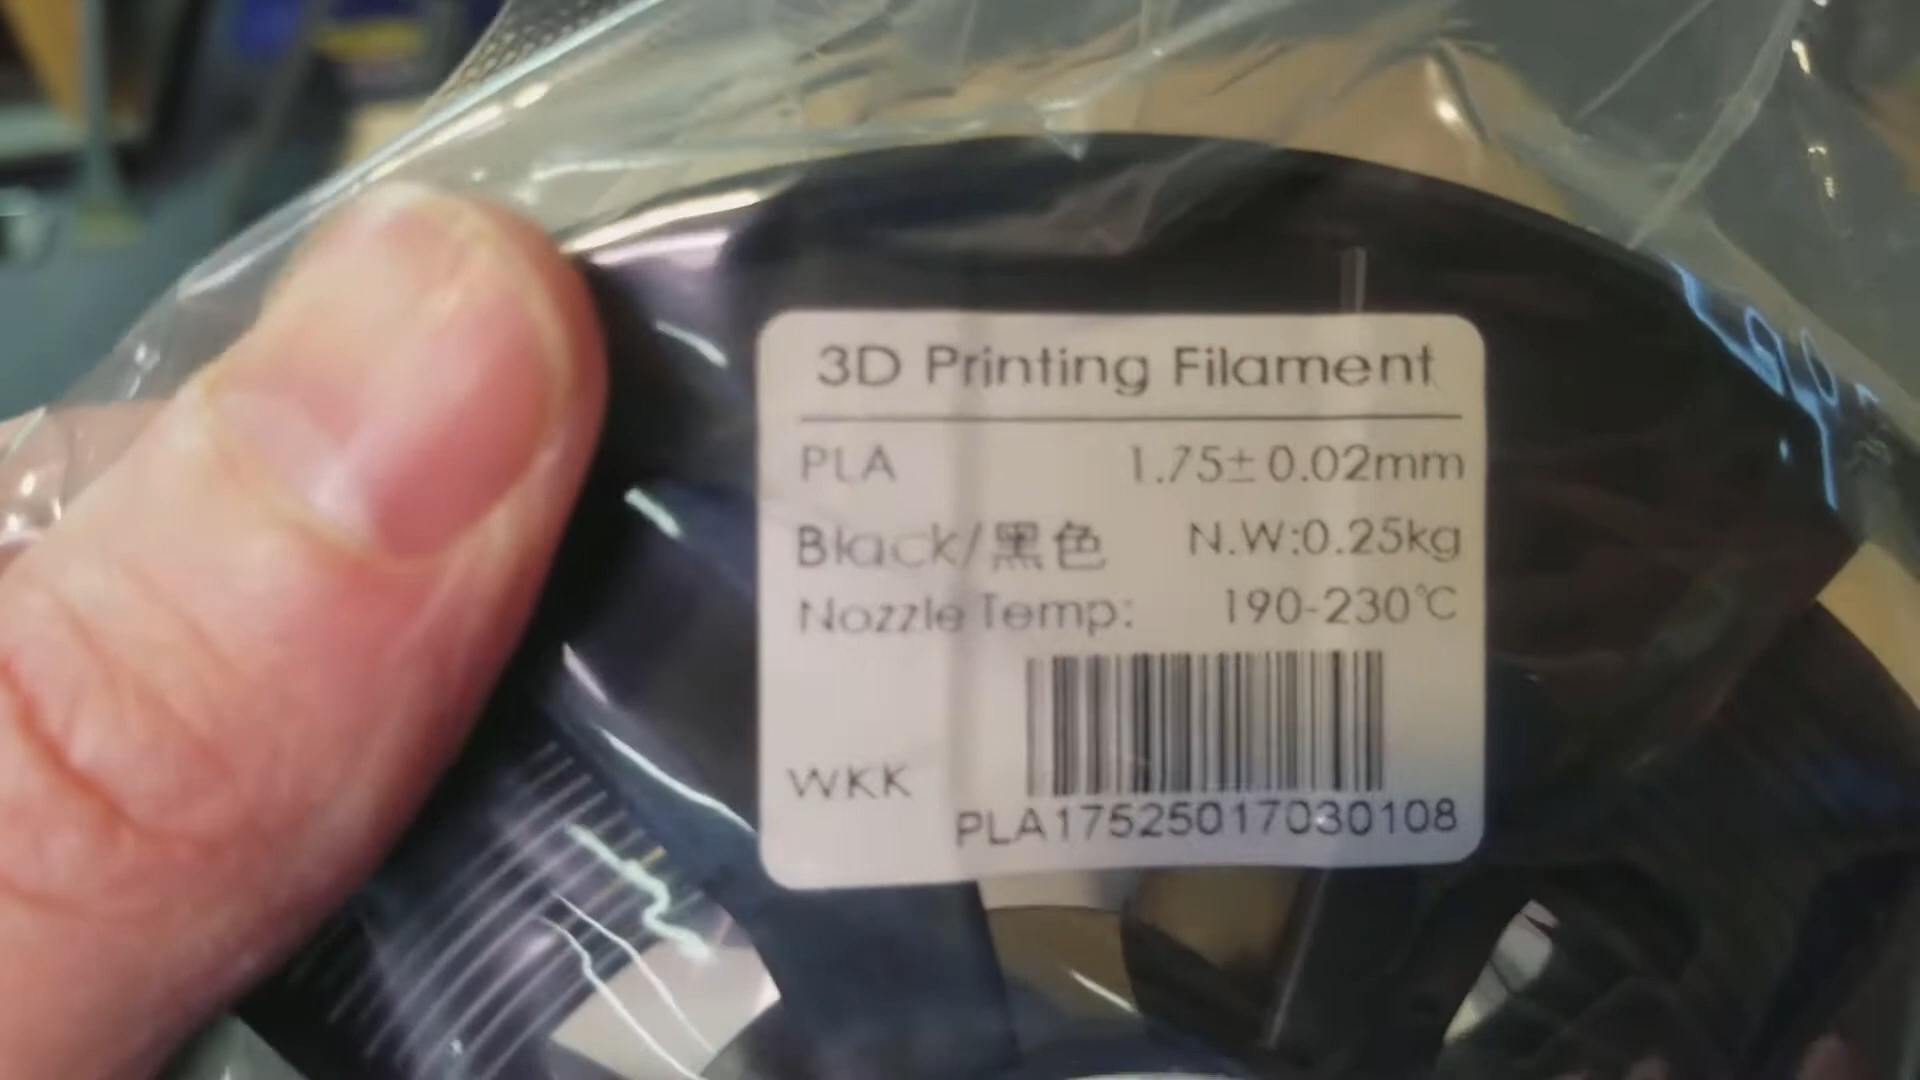 3D Printing Filament
PLA 1.75±0.02mm
Black/黑色 N.W:0.25kg
Nozzle Temp: 190-230℃
WKK
PLA17525017030108